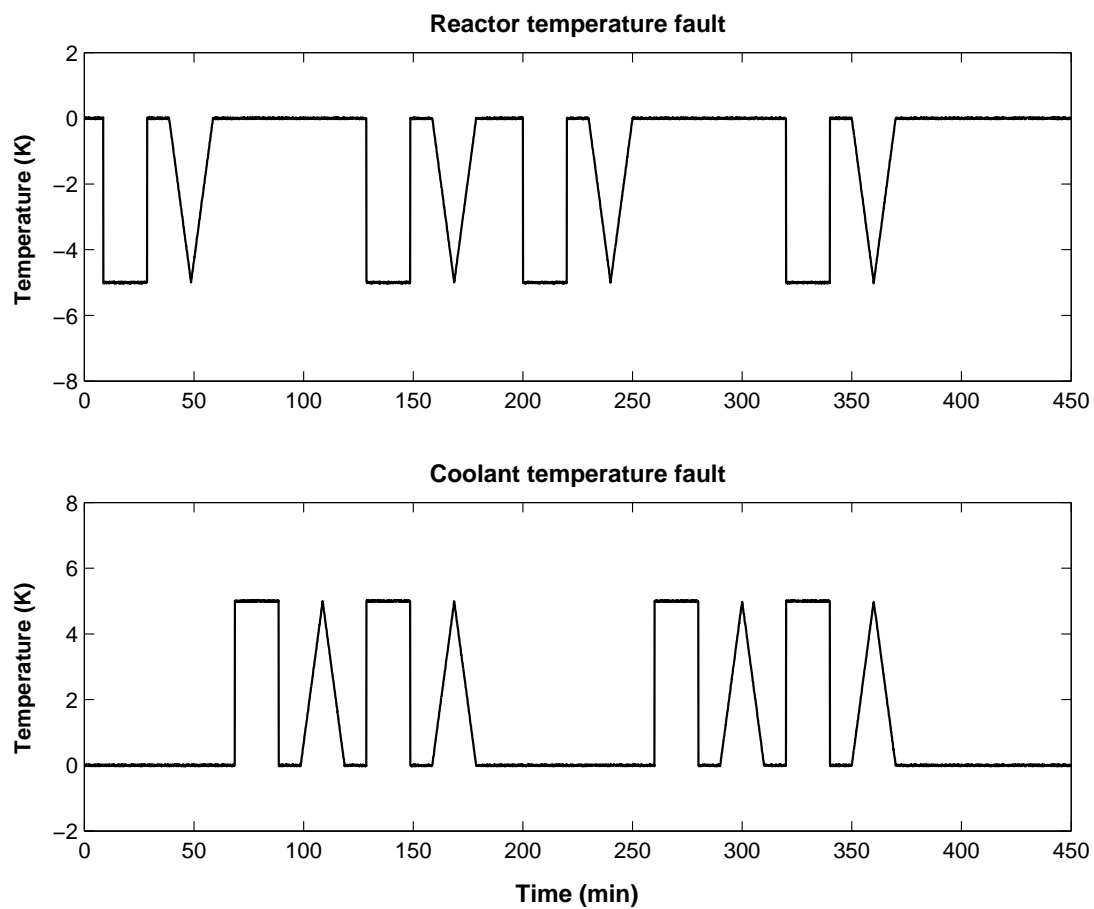 Reactor temperature fault
2
0
−2
−4
−6
−8
Temperature (K)
0 50 100 150 200 250 300 350 400 450
Coolant temperature fault
8
6
4
2
0
−2
Temperature (K)
0 50 100 150 200 250 300 350 400 450
Time (min)